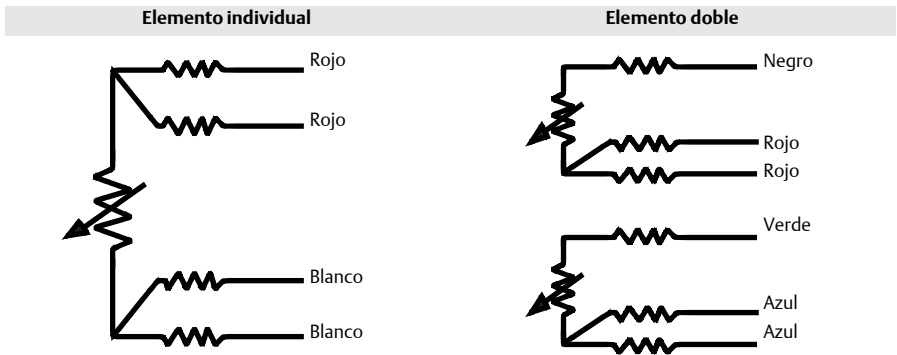 Elemento individual
Elemento doble
Rojo
Rojo
Blanco
Blanco
Negro
Rojo
Rojo
Verde
Azul
Azul